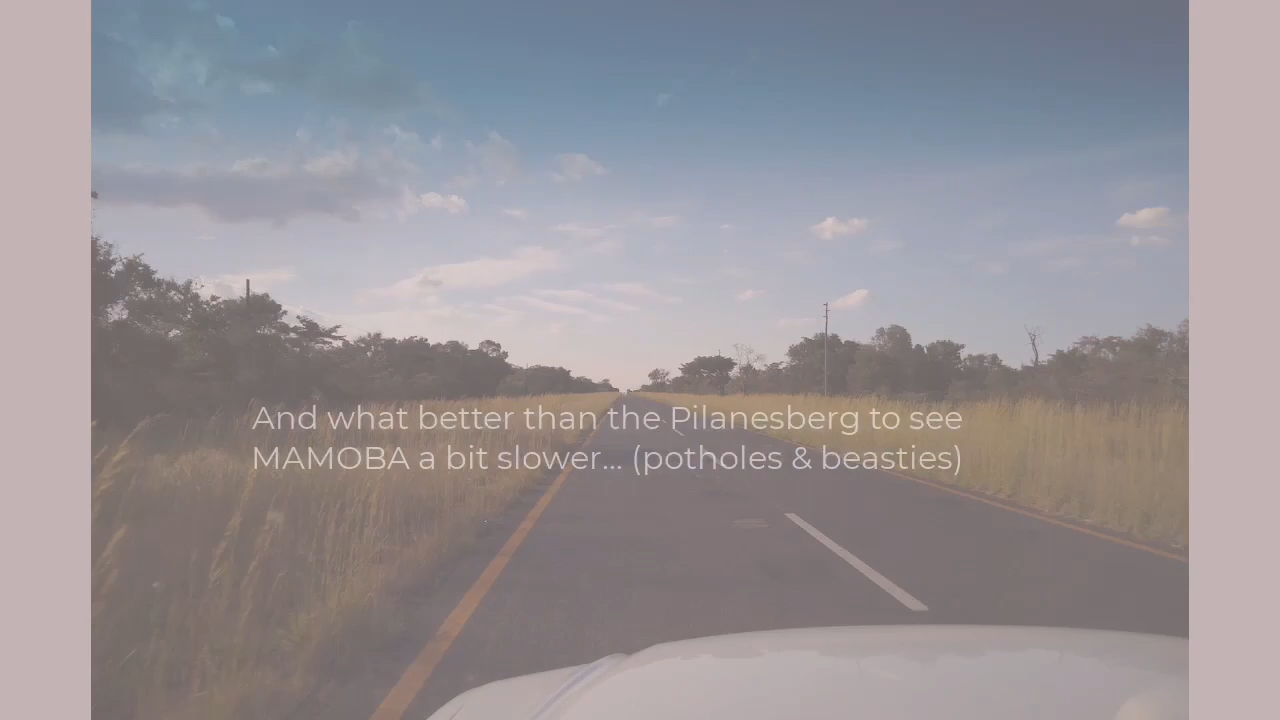 And what better than the Pilanesberg to see
MAMOBA a bit slower... (potholes & beasties)